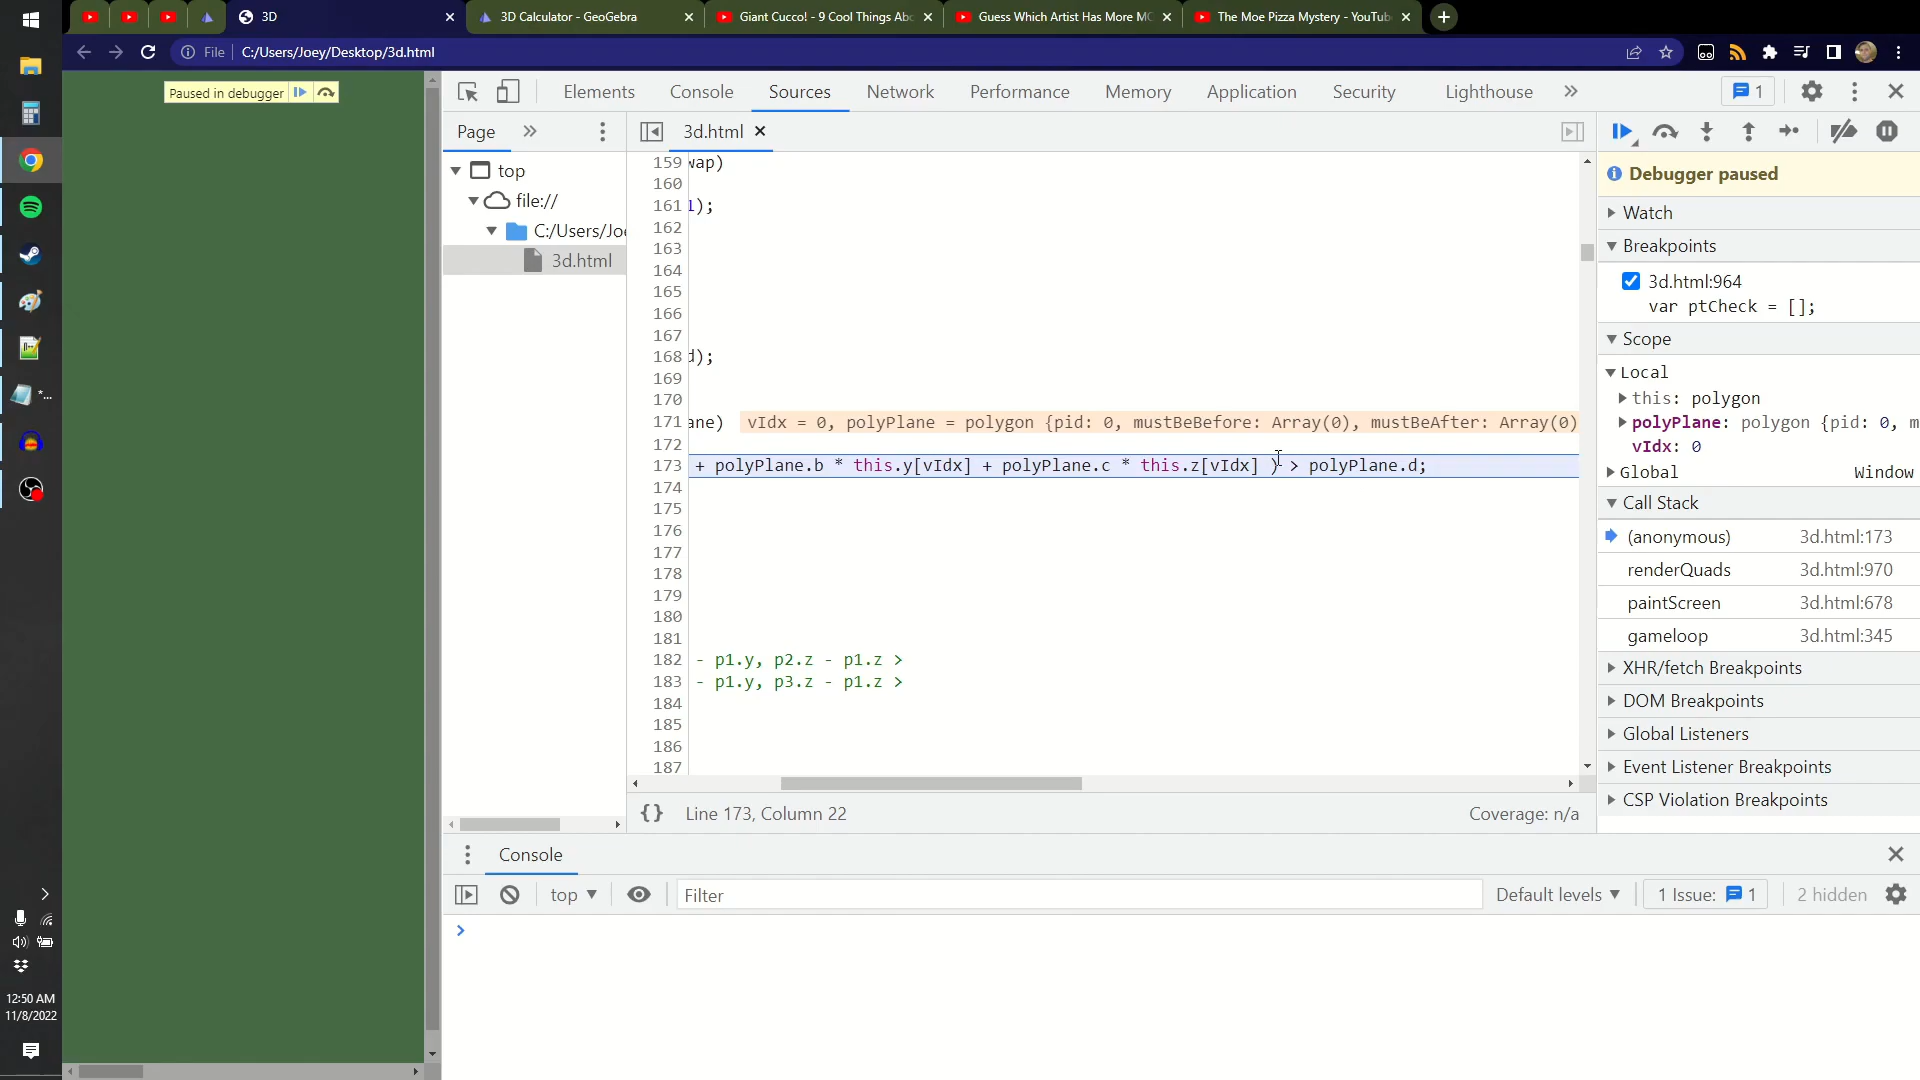 3D
3D Calculator - GeoGebra
Giant Cucco! - 9 Cool Things Abo
Guess Which Artist Has More MO
The Moe Pizza Mystery - YouTub
File
C:/Users/Joey/Desktop/3d.html
Paused in debugger
Elements
Console
Sources
Network
Performance
Memory
Application
Security
Lighthouse
1
Page
3d.html
top
file://
C:/Users/Joe
3d.html
159 wap)
160
161 1);
162
163
164
165
166
167
168 d);
169
170
171 ane) vIdx = 0, polyPlane = polygon {pid: 0, mustBeBefore: Array(0), mustBeAfter: Array(0)
172
173 + polyPlane.b * this.y[vIdx] + polyPlane.c * this.z[vIdx] ) > polyPlane.d;
174
175
176
177
178
179
180
181
182 - p1.y, p2.z - p1.z >
183 - p1.y, p3.z - p1.z >
184
185
186
187
{} Line 173, Column 22
Coverage: n/a
Debugger paused
Watch
Breakpoints
3d.html:964
var ptCheck = [];
Scope
Local
this: polygon
polyPlane: polygon {pid: 0, m
vIdx: 0
Global Window
Call Stack
(anonymous) 3d.html:173
renderQuads 3d.html:970
paintScreen 3d.html:678
gameloop 3d.html:345
XHR/fetch Breakpoints
DOM Breakpoints
Global Listeners
Event Listener Breakpoints
CSP Violation Breakpoints
Console
top
Filter
Default levels
1 Issue: 1
2 hidden
12:50 AM
11/8/2022